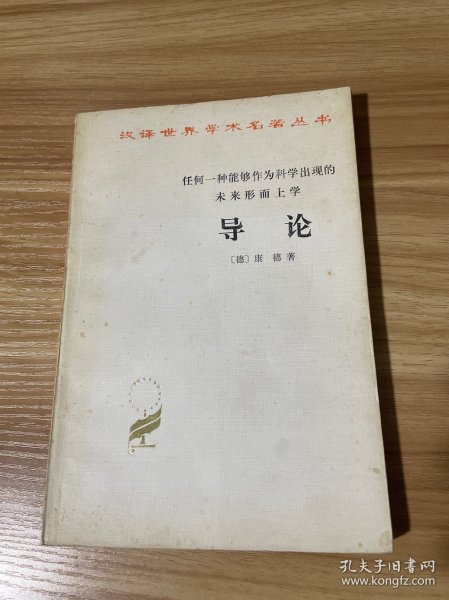 汉译世界学术名著丛书
任何一种能够作为科学出现的
未来形而上学
导论
〔德〕康德著
孔夫子旧书网
www.kongfz.com